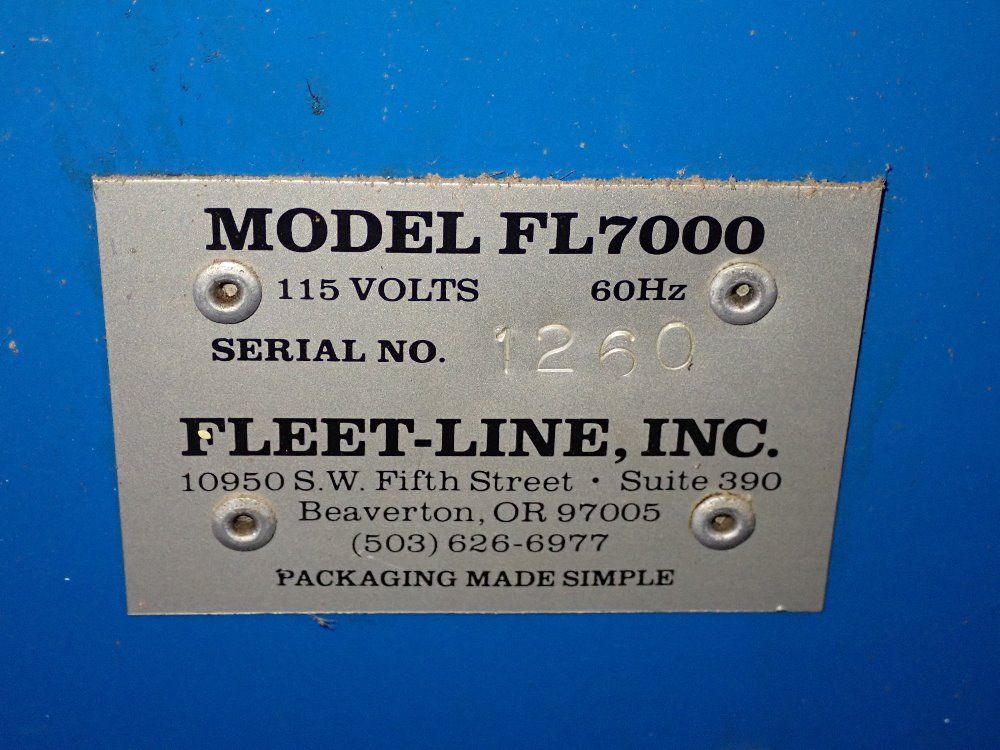 MODEL FL7000
115 VOLTS 60Hz
SERIAL NO. 1260
FLEET-LINE, INC.
10950 S.W. Fifth Street · Suite 390
Beaverton, OR 97005
(503) 626-6977
PACKAGING MADE SIMPLE